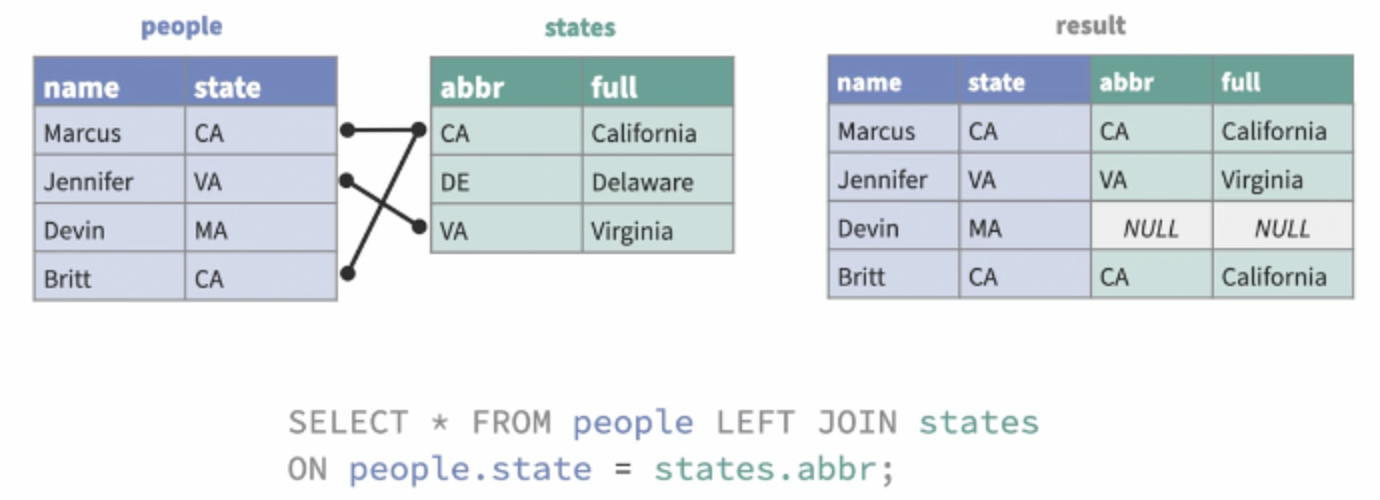 people states result
name state abbr full name state abbr full
Marcus CA CA California Marcus CA CA California
Jennifer VA DE Delaware Jennifer VA VA Virginia
Devin MA VA Virginia Devin MA NULL NULL
Britt CA Britt CA CA California
SELECT * FROM people LEFT JOIN states
ON people.state = states.abbr;